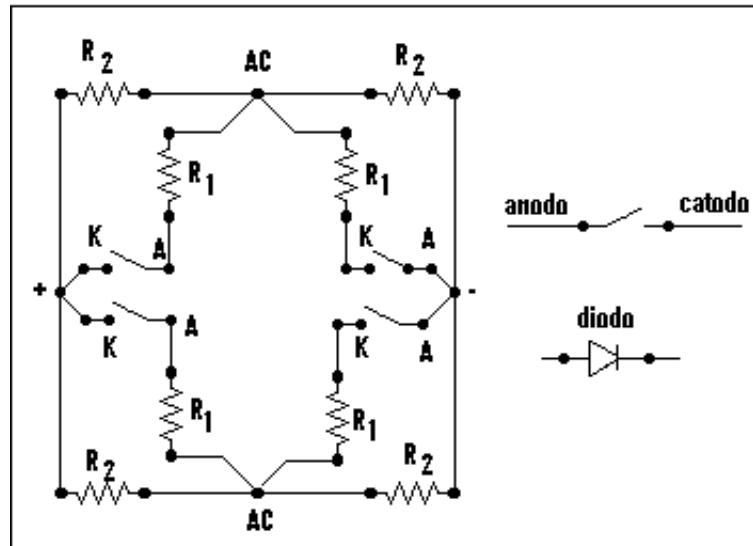 R2 AC R2
R1 R1
anodo catodo
K A K A
+ -
K A K A
diodo
R1 R1
R2 R2
AC